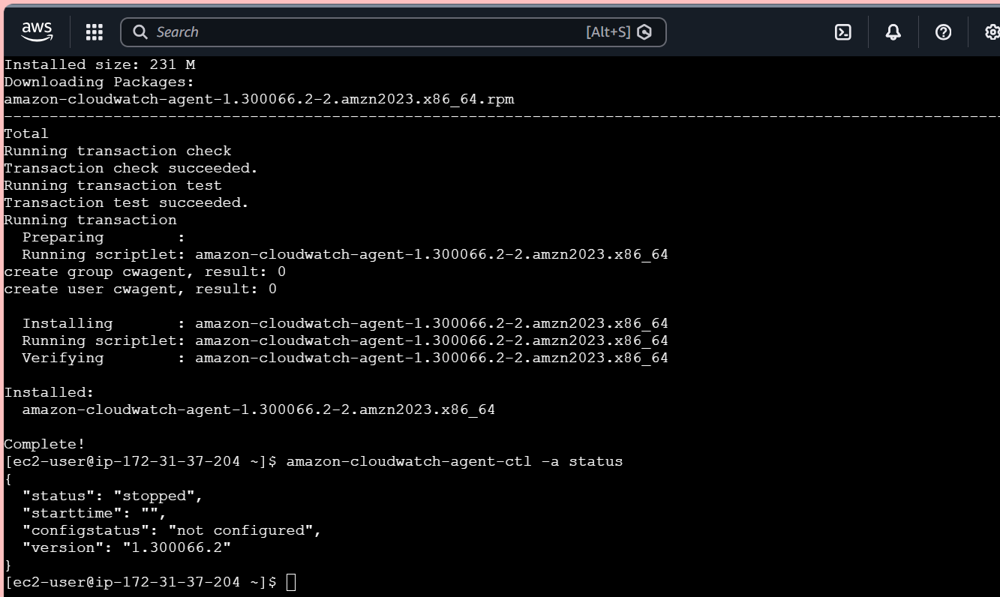 aws
Search [Alt+S]
Installed size: 231 M
Downloading Packages:
amazon-cloudwatch-agent-1.300066.2-2.amzn2023.x86_64.rpm
--------------------------------------------------------------------------------------------------------------
Total
Running transaction check
Transaction check succeeded.
Running transaction test
Transaction test succeeded.
Running transaction
  Preparing        :
  Running scriptlet: amazon-cloudwatch-agent-1.300066.2-2.amzn2023.x86_64
create group cwagent, result: 0
create user cwagent, result: 0
  Installing       : amazon-cloudwatch-agent-1.300066.2-2.amzn2023.x86_64
  Running scriptlet: amazon-cloudwatch-agent-1.300066.2-2.amzn2023.x86_64
  Verifying        : amazon-cloudwatch-agent-1.300066.2-2.amzn2023.x86_64
Installed:
  amazon-cloudwatch-agent-1.300066.2-2.amzn2023.x86_64
Complete!
[ec2-user@ip-172-31-37-204 ~]$ amazon-cloudwatch-agent-ctl -a status
{
  "status": "stopped",
  "starttime": "",
  "configstatus": "not configured",
  "version": "1.300066.2"
}
[ec2-user@ip-172-31-37-204 ~]$